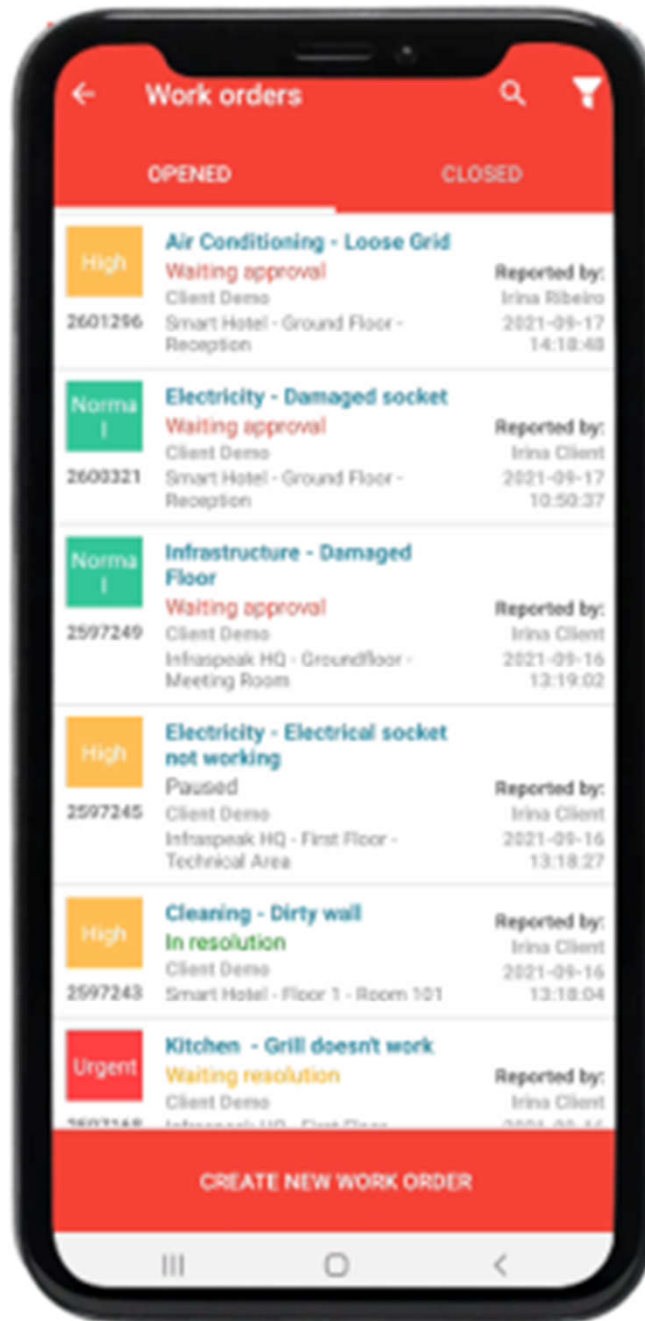 Work orders
OPENED
CLOSED
High
2601296
Air Conditioning - Loose Grid
Waiting approval
Client Demo
Smart Hotel - Ground Floor -
Reception
Reported by:
Irina Ribeiro
2021-09-17
14:18:48
Norma
l
2600321
Electricity - Damaged socket
Waiting approval
Client Demo
Smart Hotel - Ground Floor -
Reception
Reported by:
Irina Client
2021-09-17
10:50:37
Norma
l
2597249
Infrastructure - Damaged
Floor
Waiting approval
Client Demo
Infraspeak HQ - Groundfloor -
Meeting Room
Reported by:
Irina Client
2021-09-16
13:19:02
High
2597245
Electricity - Electrical socket
not working
Paused
Client Demo
Infraspeak HQ - First Floor -
Technical Area
Reported by:
Irina Client
2021-09-16
13:18:27
High
2597243
Cleaning - Dirty wall
In resolution
Client Demo
Smart Hotel - Floor 1 - Room 101
Reported by:
Irina Client
2021-09-16
13:18:04
Urgent
Kitchen - Grill doesn't work
Waiting resolution
Client Demo
Infraspeak HQ - First Floor
Reported by:
Irina Client
2021-09-16
CREATE NEW WORK ORDER